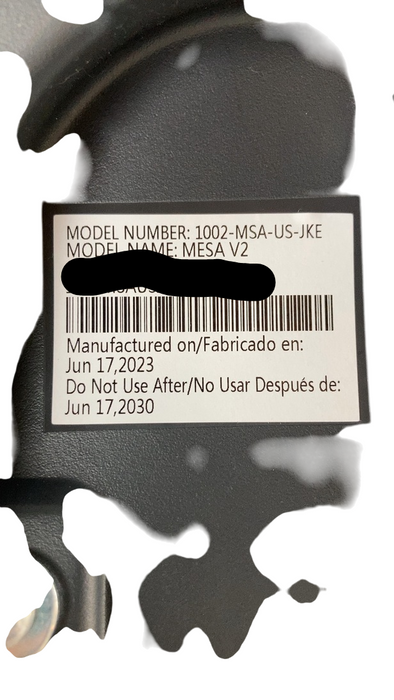 MODEL NUMBER: 1002-MSA-US-JKE
MODEL NAME: MESA V2
Manufactured on/Fabricado en:
Jun 17,2023
Do Not Use After/No Usar Después de:
Jun 17,2030